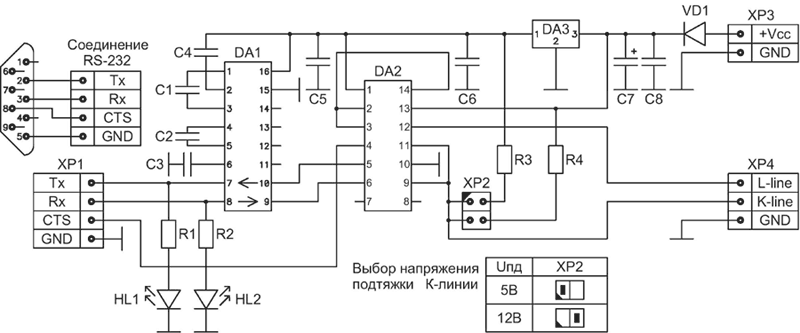 Соединение
RS-232
Tx
Rx
CTS
GND
1
6
2
7
3
8
4
9
5
C4
C1
C2
C3
DA1
1 16
2 15
3 14
4 13
5 12
6 11
7 10
8 9
C5
DA2
1 14
2 13
3 12
4 11
5 10
6 9
7 8
C6
1 DA3 3
2
C7
+
C8
VD1
XP3
+Vcc
GND
XP1
Tx
Rx
CTS
GND
R1
R2
HL1
HL2
R3
R4
XP2
XP4
L-line
K-line
GND
Выбор напряжения
подтяжки К-линии
Uпд XP2
5В
12В